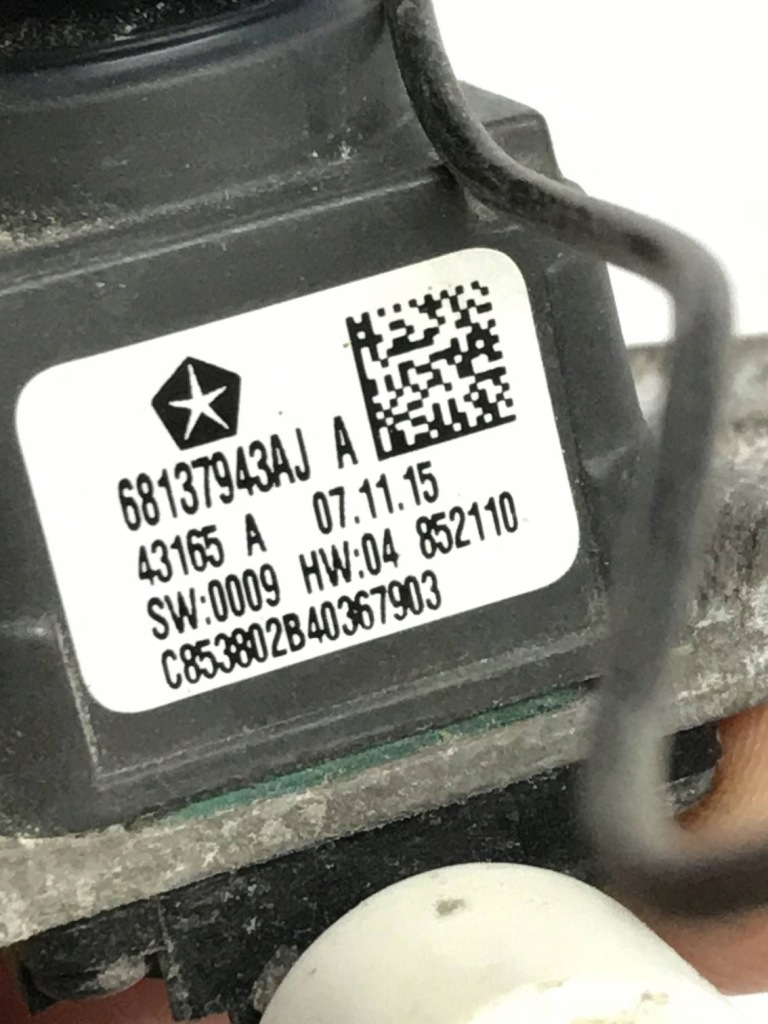 68137943AJ A
43165 A 07.11.15
SW:0009 HW:04 852110
C853802B40367903